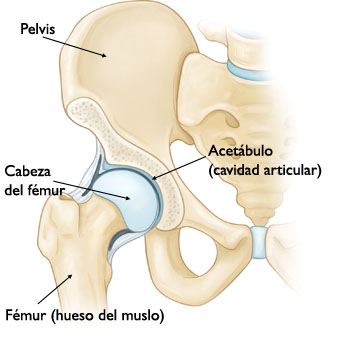 Pelvis
Acetábulo
(cavidad articular)
Cabeza
del fémur
Fémur (hueso del muslo)